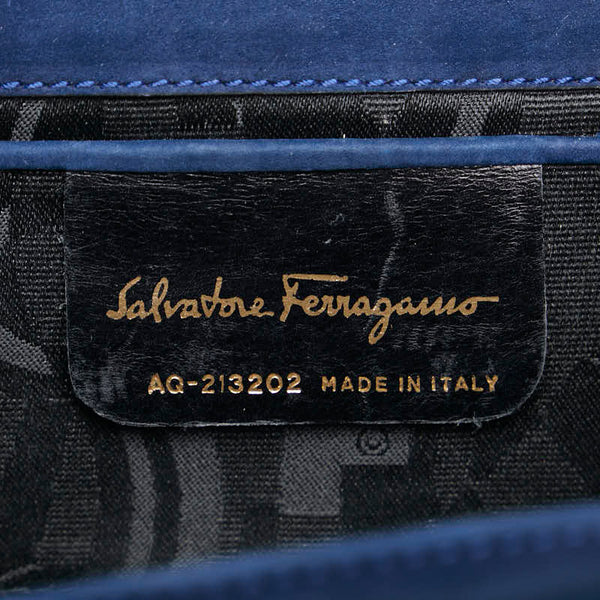 Salvatore Ferragamo
AQ-213202 MADE IN ITALY
®